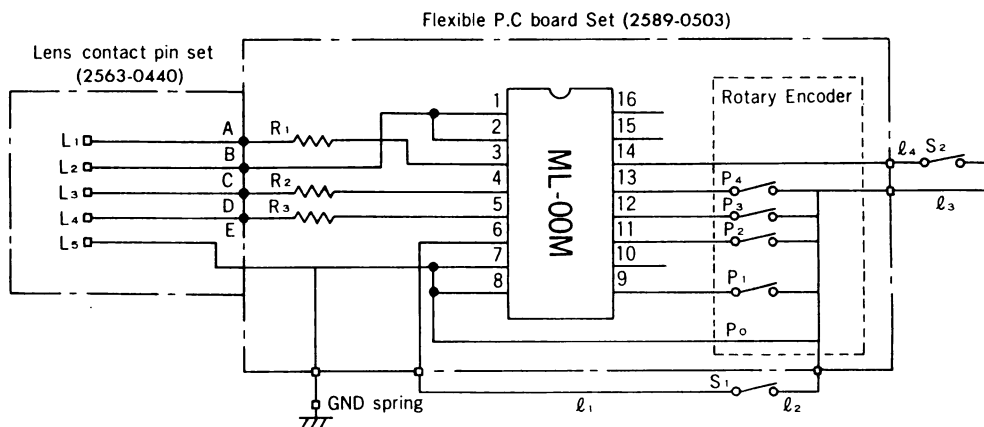 Flexible P.C board Set (2589-0503)
Lens contact pin set
(2563-0440)
Rotary Encoder
L1
L2
L3
L4
L5
A
B
C
D
E
R1
R2
R3
1
2
3
4
5
6
7
8
ML-00M
16
15
14
13
12
11
10
9
P4
P3
P2
P1
P0
ℓ4 S2
ℓ3
S1
ℓ1
ℓ2
GND spring